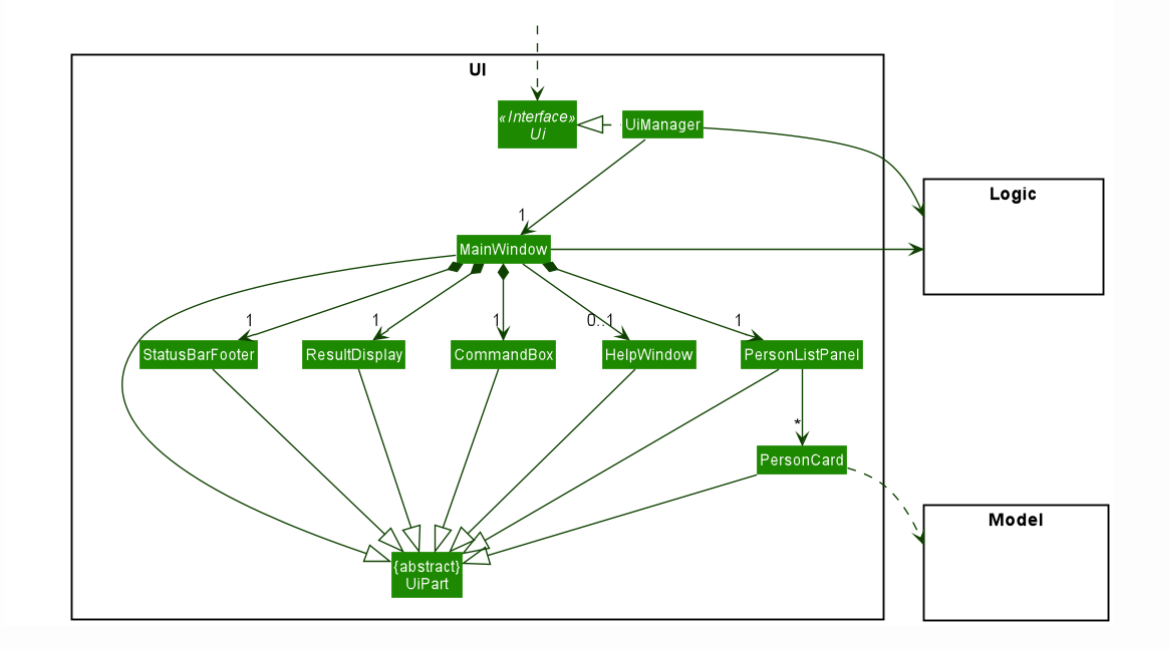 UI
«Interface»
Ui
UiManager
Logic
1
MainWindow
1
1
1
0..1
1
StatusBarFooter
ResultDisplay
CommandBox
HelpWindow
PersonListPanel
*
PersonCard
Model
{abstract}
UiPart